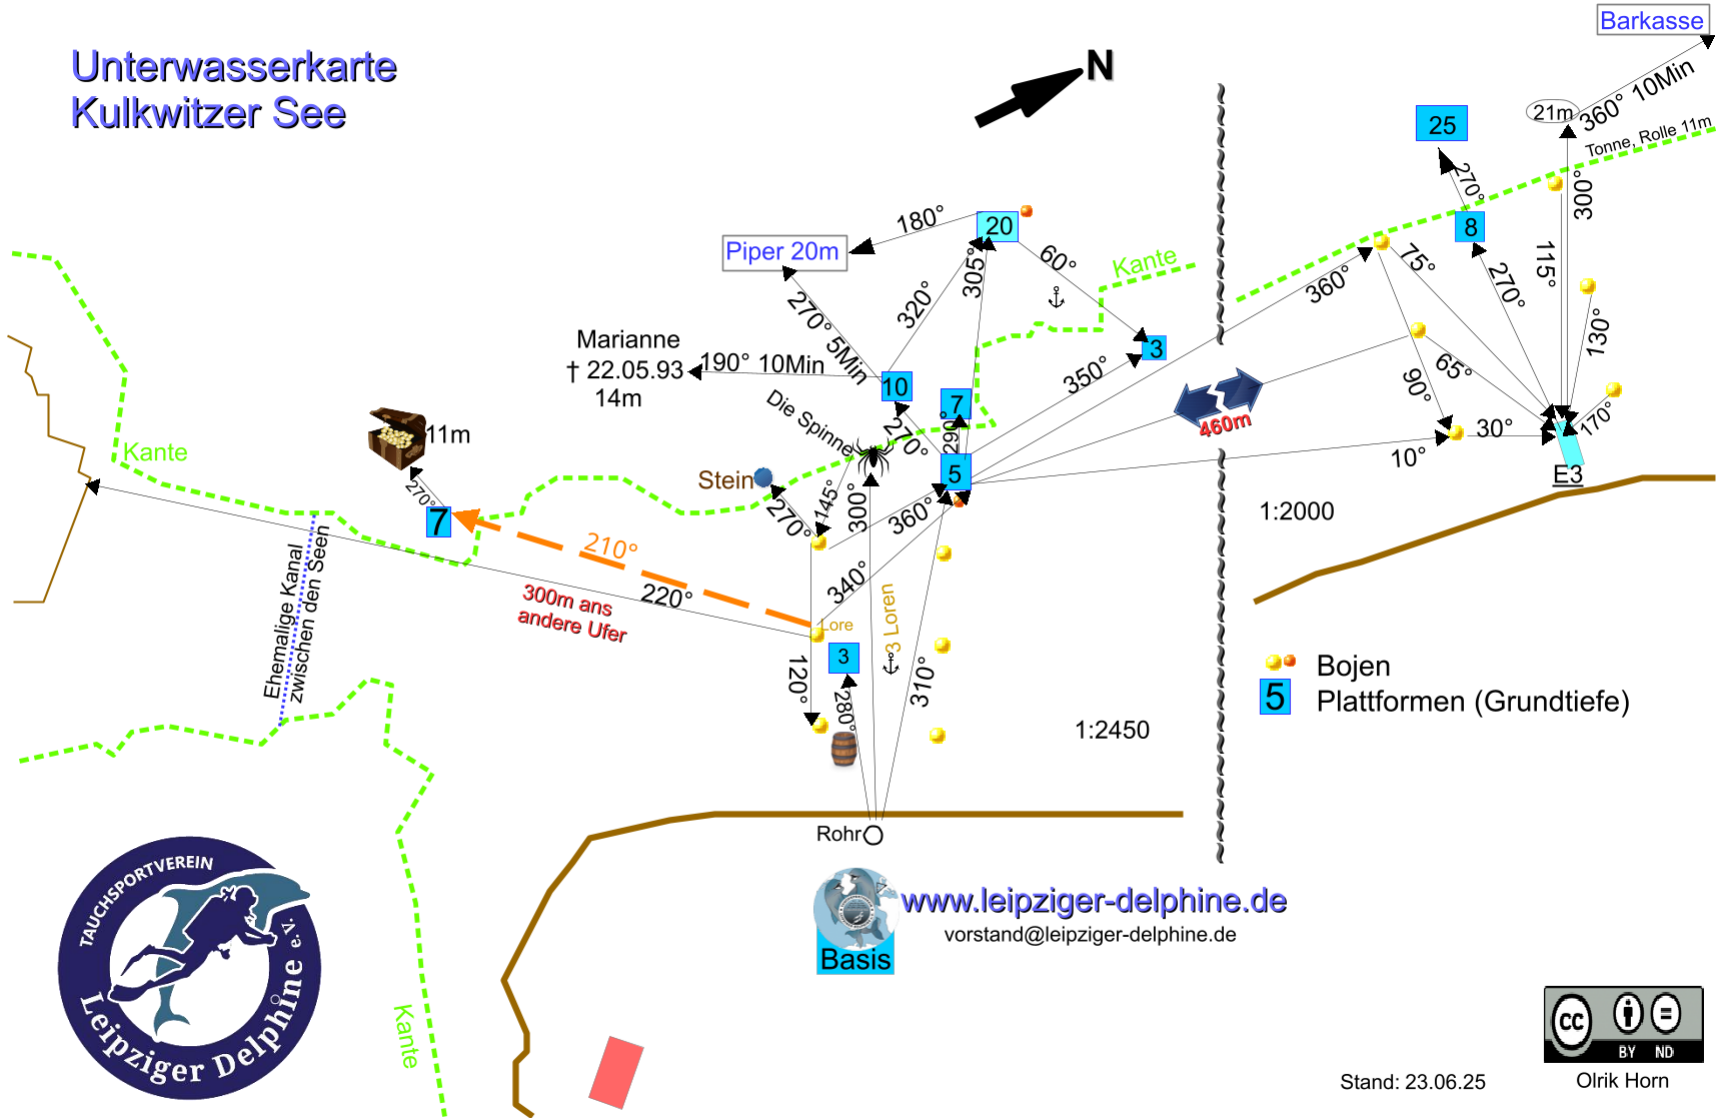 Unterwasserkarte
Kulkwitzer See
N
Barkasse
21m
360° 10Min
Tonne, Rolle 11m
25
270°
8
300°
115°
270°
75°
360°
130°
65°
90°
170°
30°
10°
E3
460m
1:2000
180°
20
Piper 20m
60°
305°
320°
Kante
270° 5Min
Marianne
† 22.05.93
14m
190° 10Min
10
7
3
350°
290°
270°
Die Spinne
5
Stein
270°
145°
300°
360°
11m
Kante
270°
7
210°
220°
300m ans
andere Ufer
340°
Lore
3 Loren
3
120°
280°
310°
Ehemalige Kanal
zwischen den Seen
1:2450
Bojen
5 Plattformen (Grundtiefe)
Rohr
www.leipziger-delphine.de
vorstand@leipziger-delphine.de
Basis
Kante
TAUCHSPORTVEREIN
Leipziger Delphine e.V.
cc
BY ND
Stand: 23.06.25
Olrik Horn